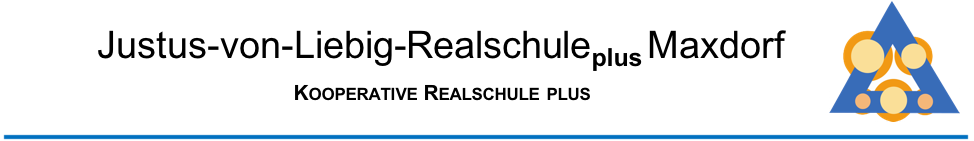 Justus-von-Liebig-Realschuleplus Maxdorf
KOOPERATIVE REALSCHULE PLUS